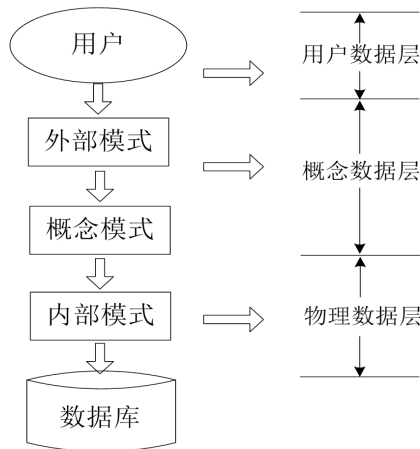 用户
外部模式
概念模式
内部模式
数据库
用户数据层
概念数据层
物理数据层